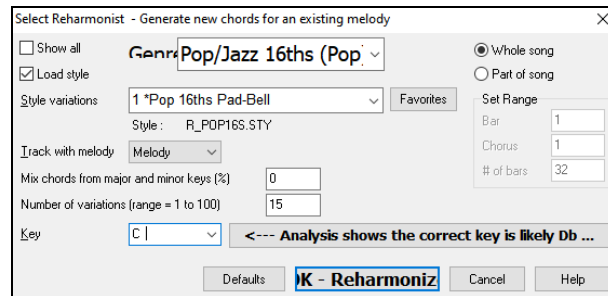 Select Reharmonist - Generate new chords for an existing melody
Show all
Genre
Pop/Jazz 16ths (Pop)
Whole song
Load style
Part of song
Style variations
1 *Pop 16ths Pad-Bell
Favorites
Set Range
Style : R_POP16S.STY
Bar
1
Track with melody
Melody
Chorus
1
Mix chords from major and minor keys (%)
0
# of bars
32
Number of variations (range = 1 to 100)
15
Key
C
<--- Analysis shows the correct key is likely Db ...
Defaults
OK - Reharmoniz
Cancel
Help